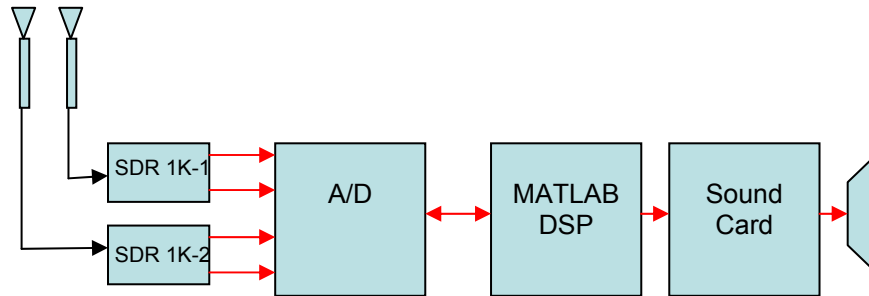 SDR 1K-1
SDR 1K-2
A/D
MATLAB
DSP
Sound
Card